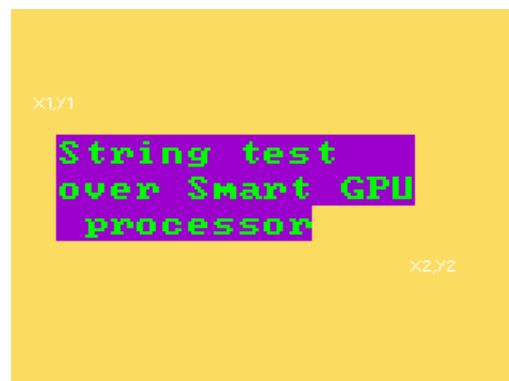 X1,Y1
String test
over Smart GPU
processor
X2,Y2